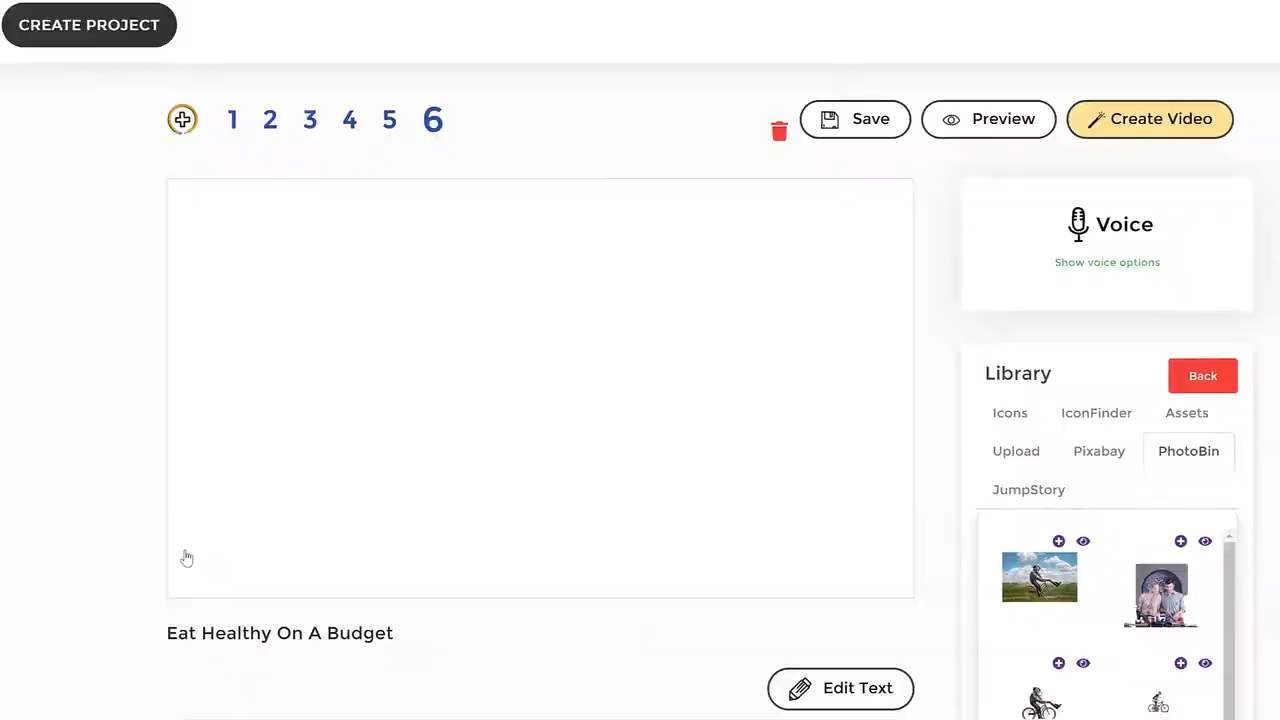 CREATE PROJECT
1 2 3 4 5 6
Save
Preview
Create Video
Voice
Show voice options
Library
Back
Icons
IconFinder
Assets
Upload
Pixabay
PhotoBin
JumpStory
Eat Healthy On A Budget
Edit Text